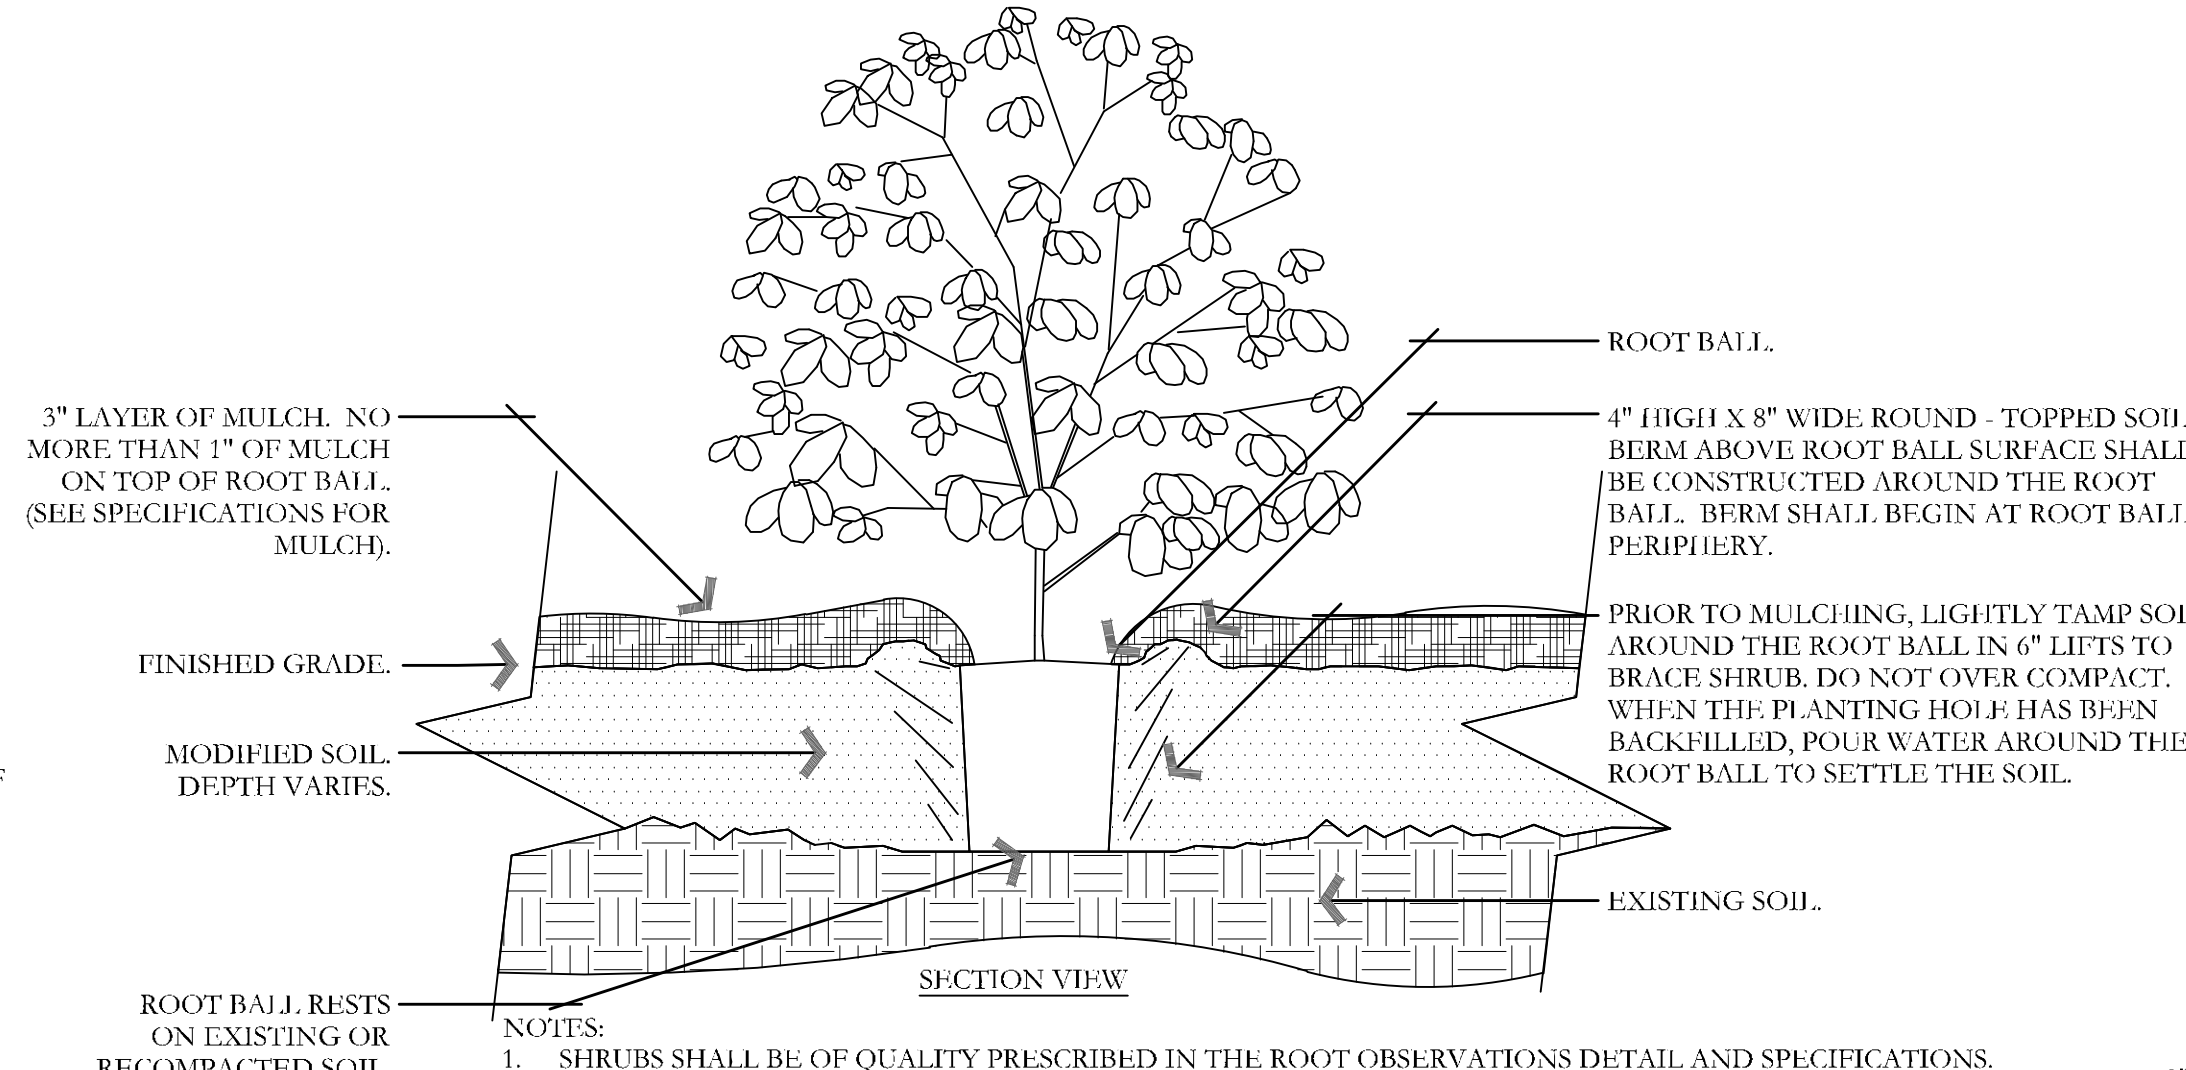 3" LAYER OF MULCH. NO
MORE THAN 1" OF MULCH
ON TOP OF ROOT BALL.
(SEE SPECIFICATIONS FOR
MULCH).
FINISHED GRADE.
MODIFIED SOIL.
DEPTH VARIES.
ROOT BALL RESTS
ON EXISTING OR
RECOMPACTED SOIL.
ROOT BALL.
4" HIGH X 8" WIDE ROUND - TOPPED SOIL
BERM ABOVE ROOT BALL SURFACE SHALL
BE CONSTRUCTED AROUND THE ROOT
BALL. BERM SHALL BEGIN AT ROOT BALL
PERIPHERY.
PRIOR TO MULCHING, LIGHTLY TAMP SOI
AROUND THE ROOT BALL IN 6" LIFTS TO
BRACE SHRUB. DO NOT OVER COMPACT.
WHEN THE PLANTING HOLE HAS BEEN
BACKFILLED, POUR WATER AROUND THE
ROOT BALL TO SETTLE THE SOIL.
EXISTING SOIL.
SECTION VIEW
NOTES:
1. SHRUBS SHALL BE OF QUALITY PRESCRIBED IN THE ROOT OBSERVATIONS DETAIL AND SPECIFICATIONS.